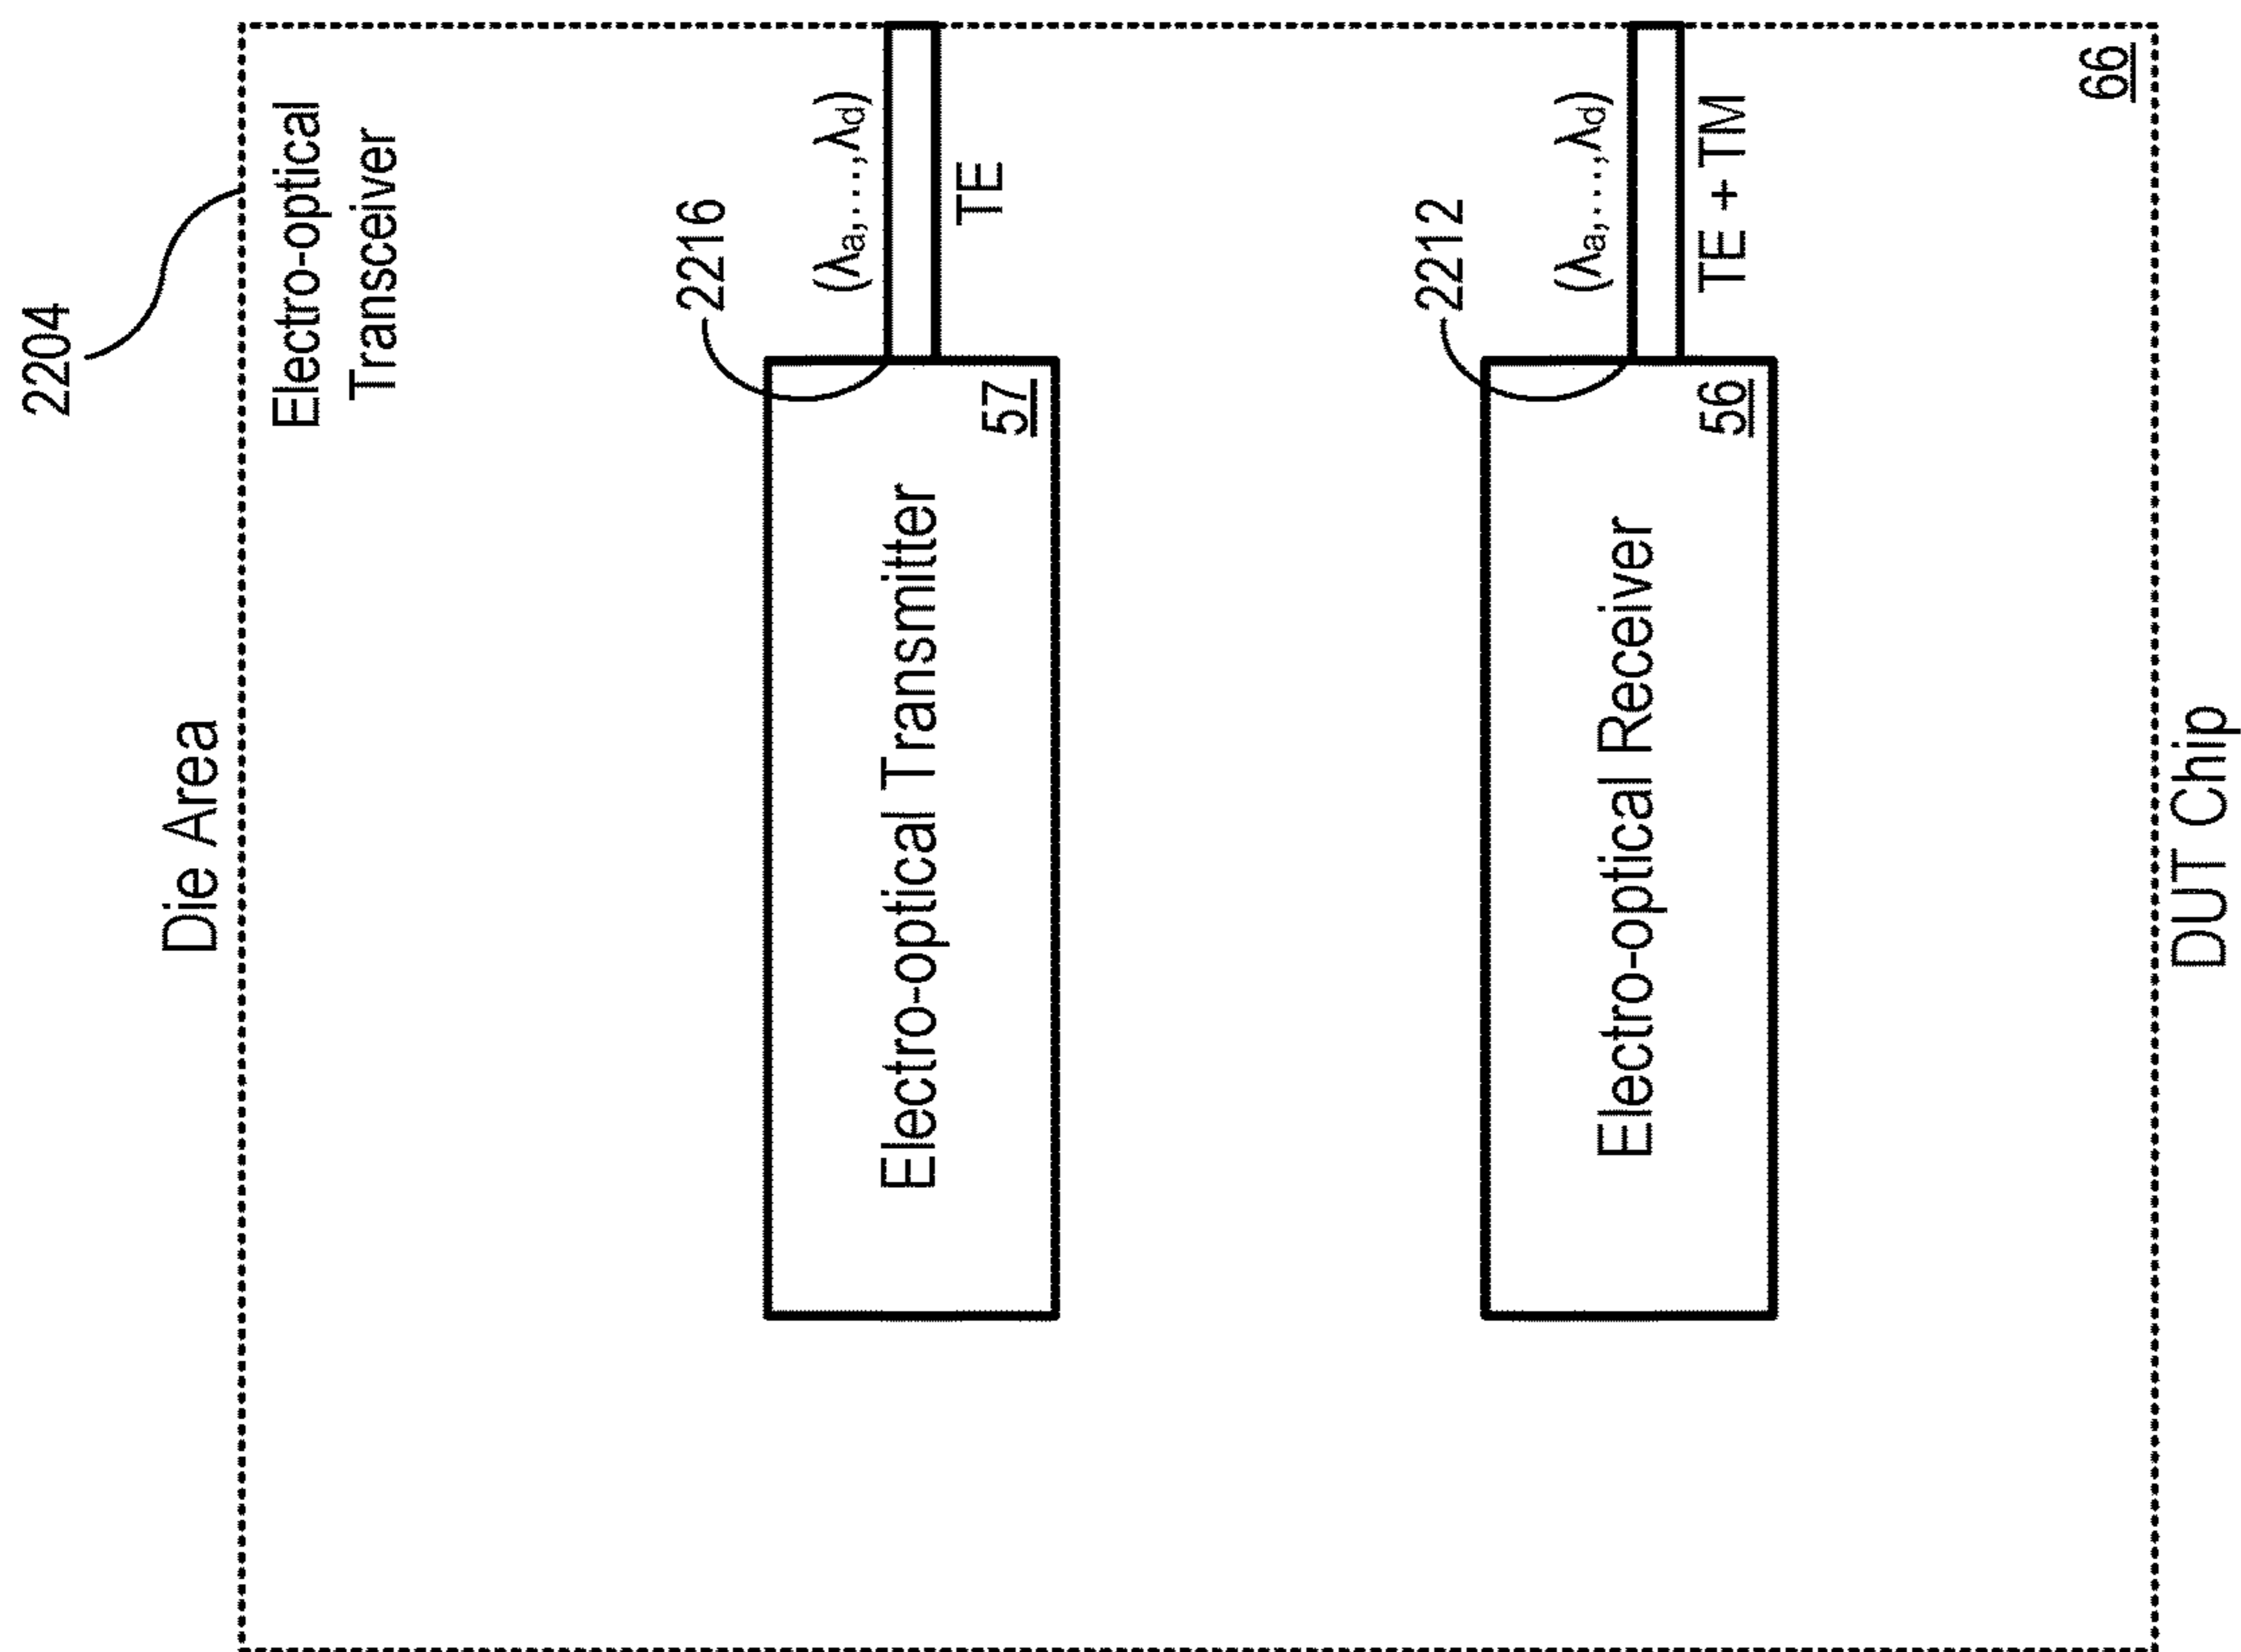 2204
Die Area
Electro-optical
Transceiver
2216
(λa,...,λd)
TE
57
Electro-optical Transmitter
2212
(λa,...,λd)
TE + TM
56
Electro-optical Receiver
66
DUT Chip